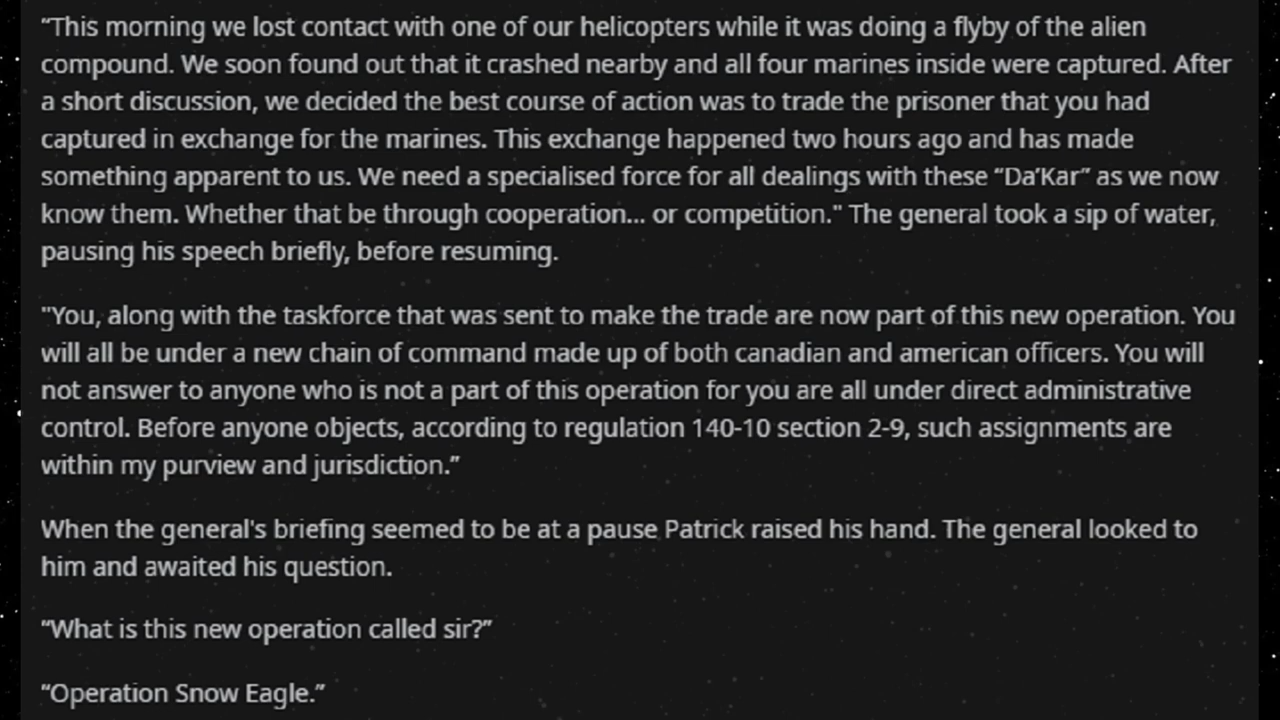 “This morning we lost contact with one of our helicopters while it was doing a flyby of the alien
compound. We soon found out that it crashed nearby and all four marines inside were captured. After
a short discussion, we decided the best course of action was to trade the prisoner that you had
captured in exchange for the marines. This exchange happened two hours ago and has made
something apparent to us. We need a specialised force for all dealings with these “Da’Kar” as we now
know them. Whether that be through cooperation... or competition." The general took a sip of water,
pausing his speech briefly, before resuming.
"You, along with the taskforce that was sent to make the trade are now part of this new operation. You
will all be under a new chain of command made up of both canadian and american officers. You will
not answer to anyone who is not a part of this operation for you are all under direct administrative
control. Before anyone objects, according to regulation 140-10 section 2-9, such assignments are
within my purview and jurisdiction.”
When the general's briefing seemed to be at a pause Patrick raised his hand. The general looked to
him and awaited his question.
“What is this new operation called sir?”
“Operation Snow Eagle.”